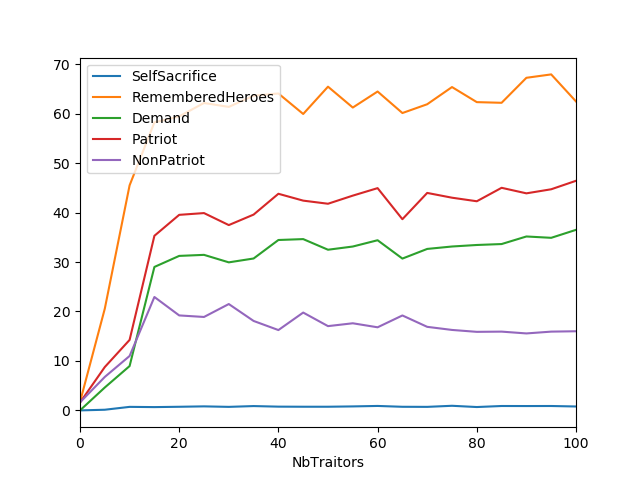 70
60
50
40
30
20
10
0
SelfSacrifice
RememberedHeroes
Demand
Patriot
NonPatriot
0 20 40 60 80 100
NbTraitors